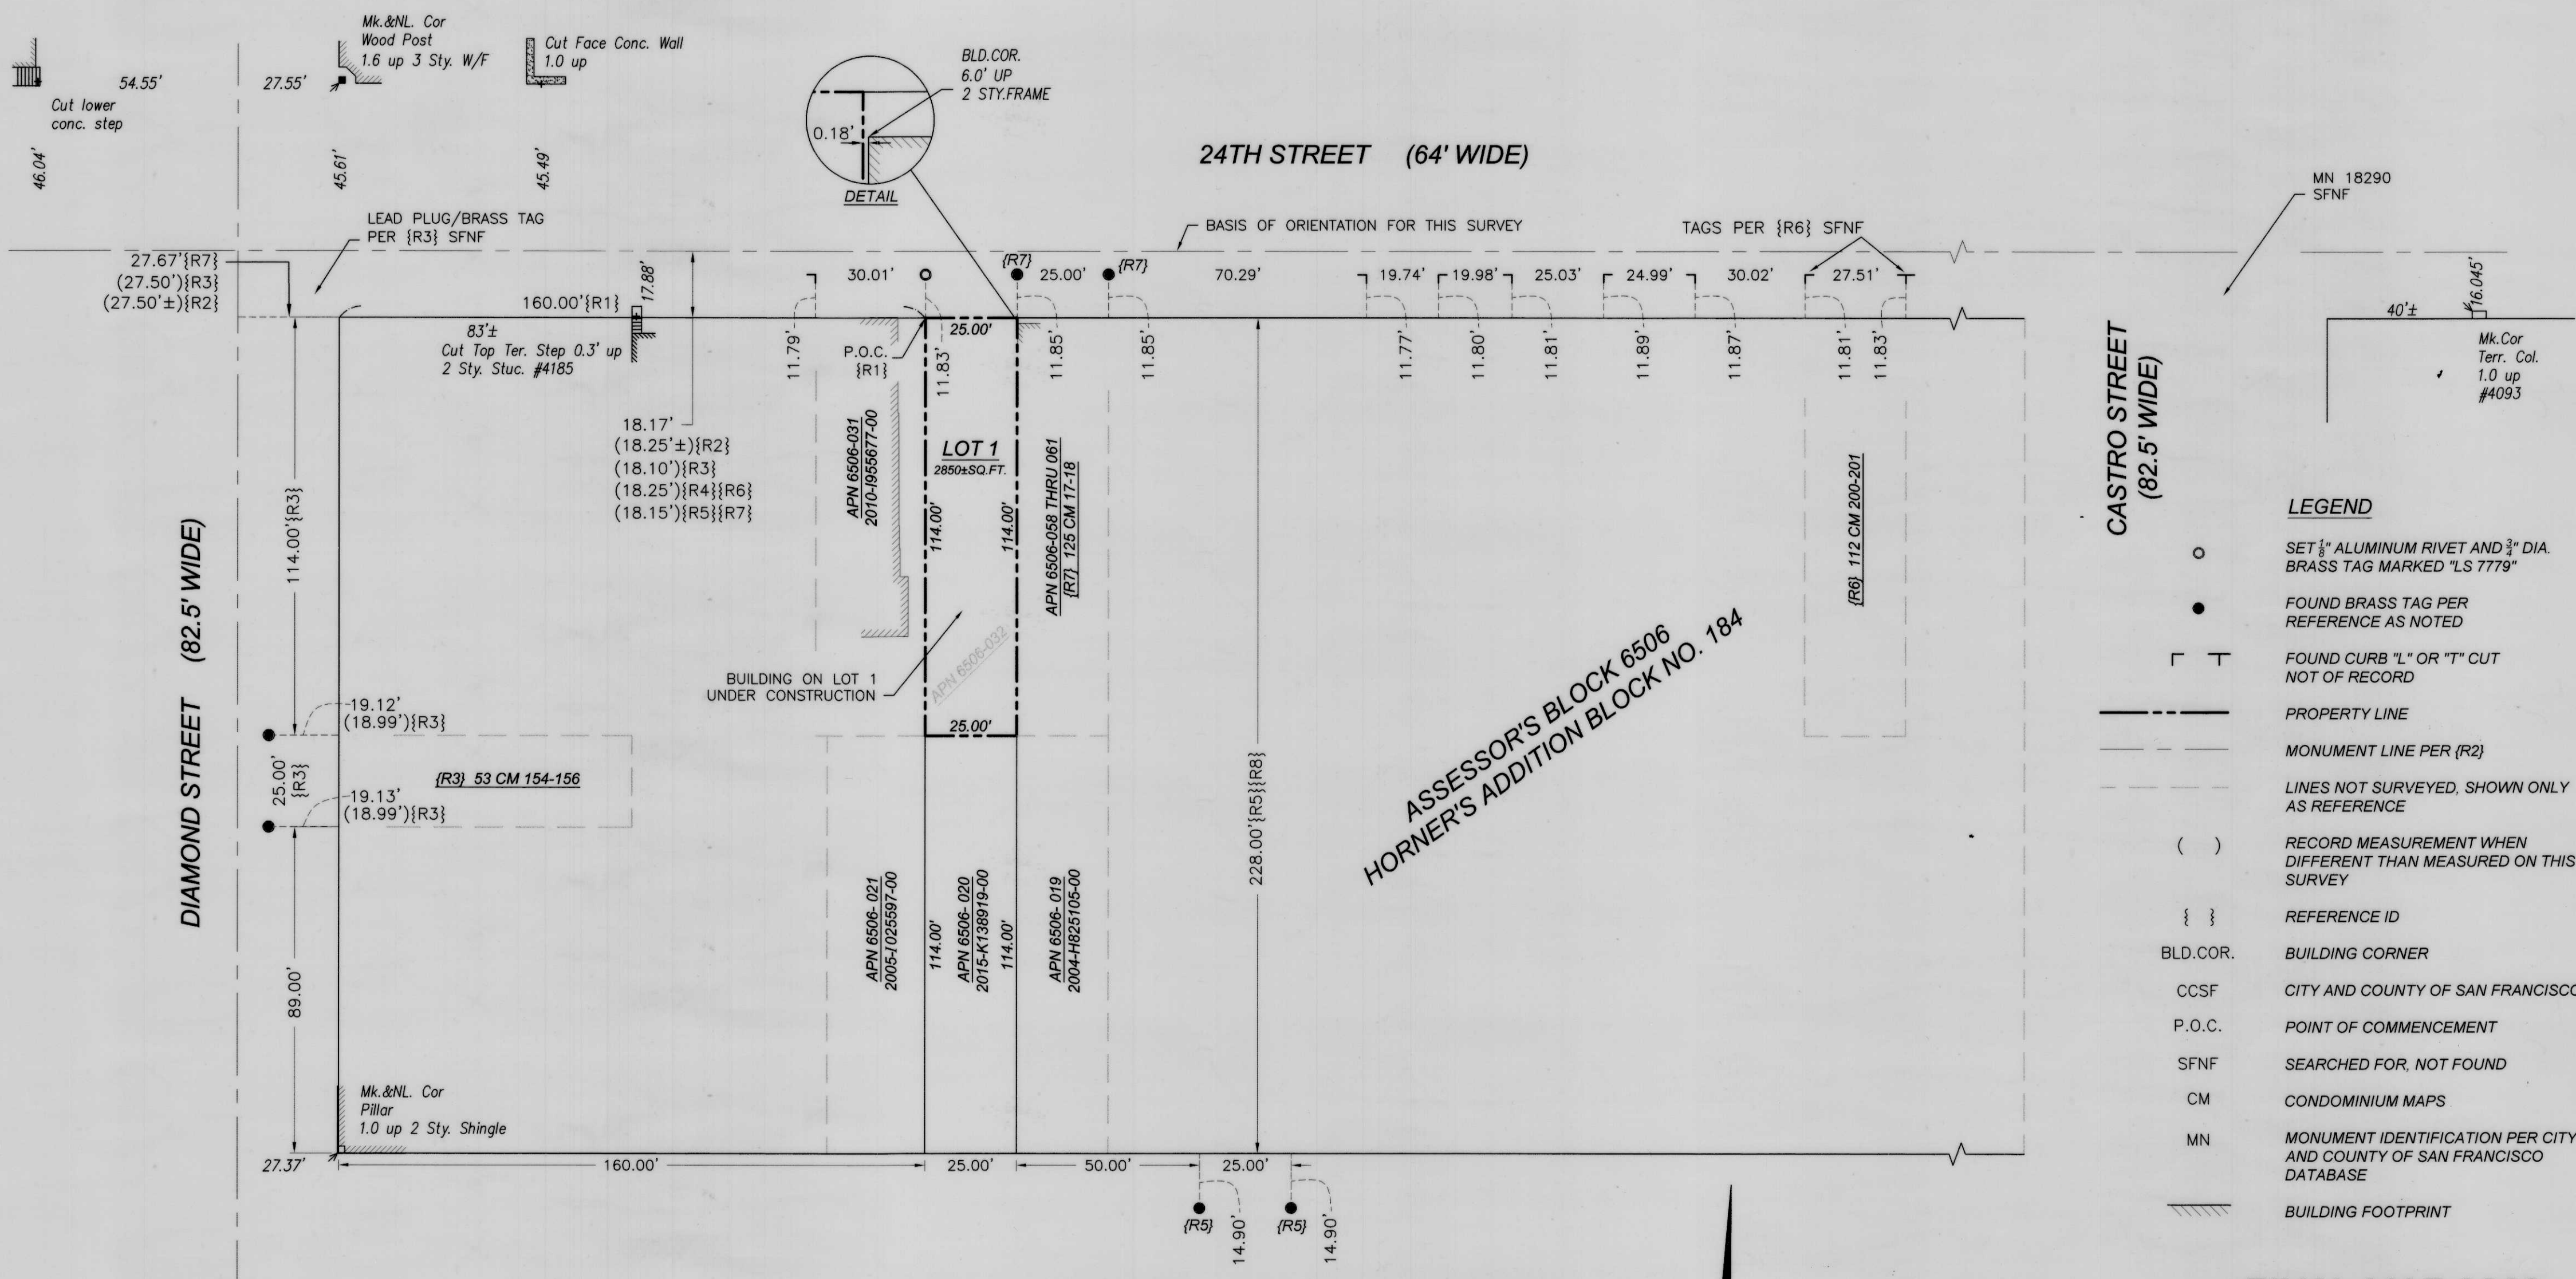 Mk.&NL. Cor
Wood Post
1.6 up 3 Sty. W/F
Cut Face Conc. Wall
1.0 up
54.55'
27.55'
Cut lower
conc. step
46.04'
45.61'
45.49'
BLD.COR.
6.0' UP
2 STY.FRAME
0.18'
DETAIL
24TH STREET (64' WIDE)
MN 18290
SFNF
LEAD PLUG/BRASS TAG
PER {R3} SFNF
BASIS OF ORIENTATION FOR THIS SURVEY
TAGS PER {R6} SFNF
27.67'{R7}
(27.50'){R3}
(27.50'±){R2}
160.00'{R1}
17.88'
30.01'
{R7}
25.00'
{R7}
70.29'
19.74'
19.98'
25.03'
24.99'
30.02'
27.51'
16.045'
40'±
83'±
Cut Top Ter. Step 0.3' up
2 Sty. Stuc. #4185
11.79'
P.O.C.
{R1}
11.83'
25.00'
11.85'
11.85'
11.77'
11.80'
11.81'
11.89'
11.87'
11.81'
11.83'
Mk.Cor
Terr. Col.
1.0 up
#4093
CASTRO STREET
(82.5' WIDE)
18.17'
(18.25'±){R2}
(18.10'){R3}
(18.25'){R4}{R6}
(18.15'){R5}{R7}
APN 6506-031
2010-I955677-00
LOT 1
2850±SQ.FT.
114.00'
114.00'
APN 6506-058 THRU 061
{R7} 125 CM 17-18
{R6} 112 CM 200-201
114.00'{R3}
DIAMOND STREET (82.5' WIDE)
BUILDING ON LOT 1
UNDER CONSTRUCTION
APN 6506-032
25.00'
ASSESSOR'S BLOCK 6506
HORNER'S ADDITION BLOCK NO. 184
19.12'
(18.99'){R3}
25.00'
{R3}
{R3} 53 CM 154-156
19.13'
(18.99'){R3}
228.00'{R5}{R8}
89.00'
APN 6506- 021
2005-I 025597-00
114.00'
APN 6506- 020
2015-K138919-00
114.00'
APN 6506- 019
2004-H825105-00
Mk.&NL. Cor
Pillar
1.0 up 2 Sty. Shingle
27.37'
160.00'
25.00'
50.00'
25.00'
{R5}
14.90'
{R5}
14.90'
LEGEND
SET 1/8" ALUMINUM RIVET AND 3/4" DIA.
BRASS TAG MARKED "LS 7779"
FOUND BRASS TAG PER
REFERENCE AS NOTED
FOUND CURB "L" OR "T" CUT
NOT OF RECORD
PROPERTY LINE
MONUMENT LINE PER {R2}
LINES NOT SURVEYED, SHOWN ONLY
AS REFERENCE
( ) RECORD MEASUREMENT WHEN
DIFFERENT THAN MEASURED ON THIS
SURVEY
{ } REFERENCE ID
BLD.COR. BUILDING CORNER
CCSF CITY AND COUNTY OF SAN FRANCISCO
P.O.C. POINT OF COMMENCEMENT
SFNF SEARCHED FOR, NOT FOUND
CM CONDOMINIUM MAPS
MN MONUMENT IDENTIFICATION PER CITY
AND COUNTY OF SAN FRANCISCO
DATABASE
BUILDING FOOTPRINT